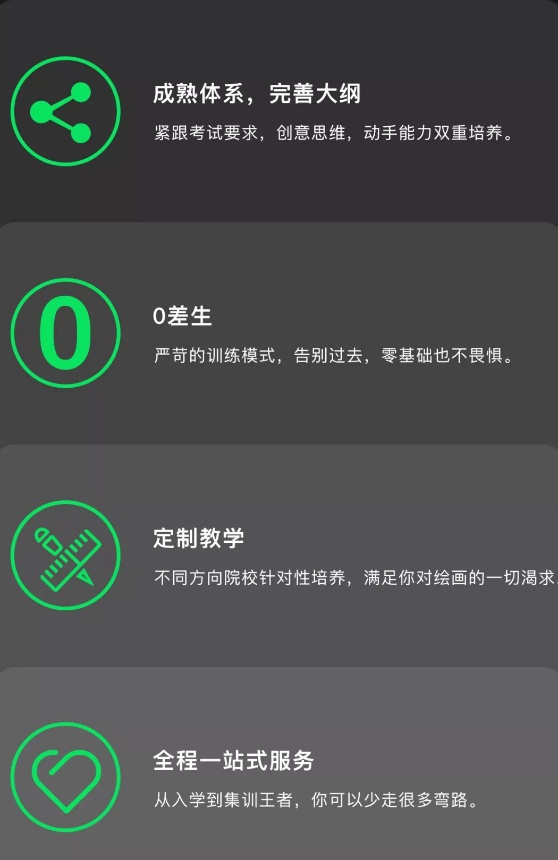 成熟体系，完善大纲
紧跟考试要求，创意思维，动手能力双重培养。
0
0差生
严苛的训练模式，告别过去，零基础也不畏惧。
定制教学
不同方向院校针对性培养，满足你对绘画的一切渴求
全程一站式服务
从入学到集训王者，你可以少走很多弯路。